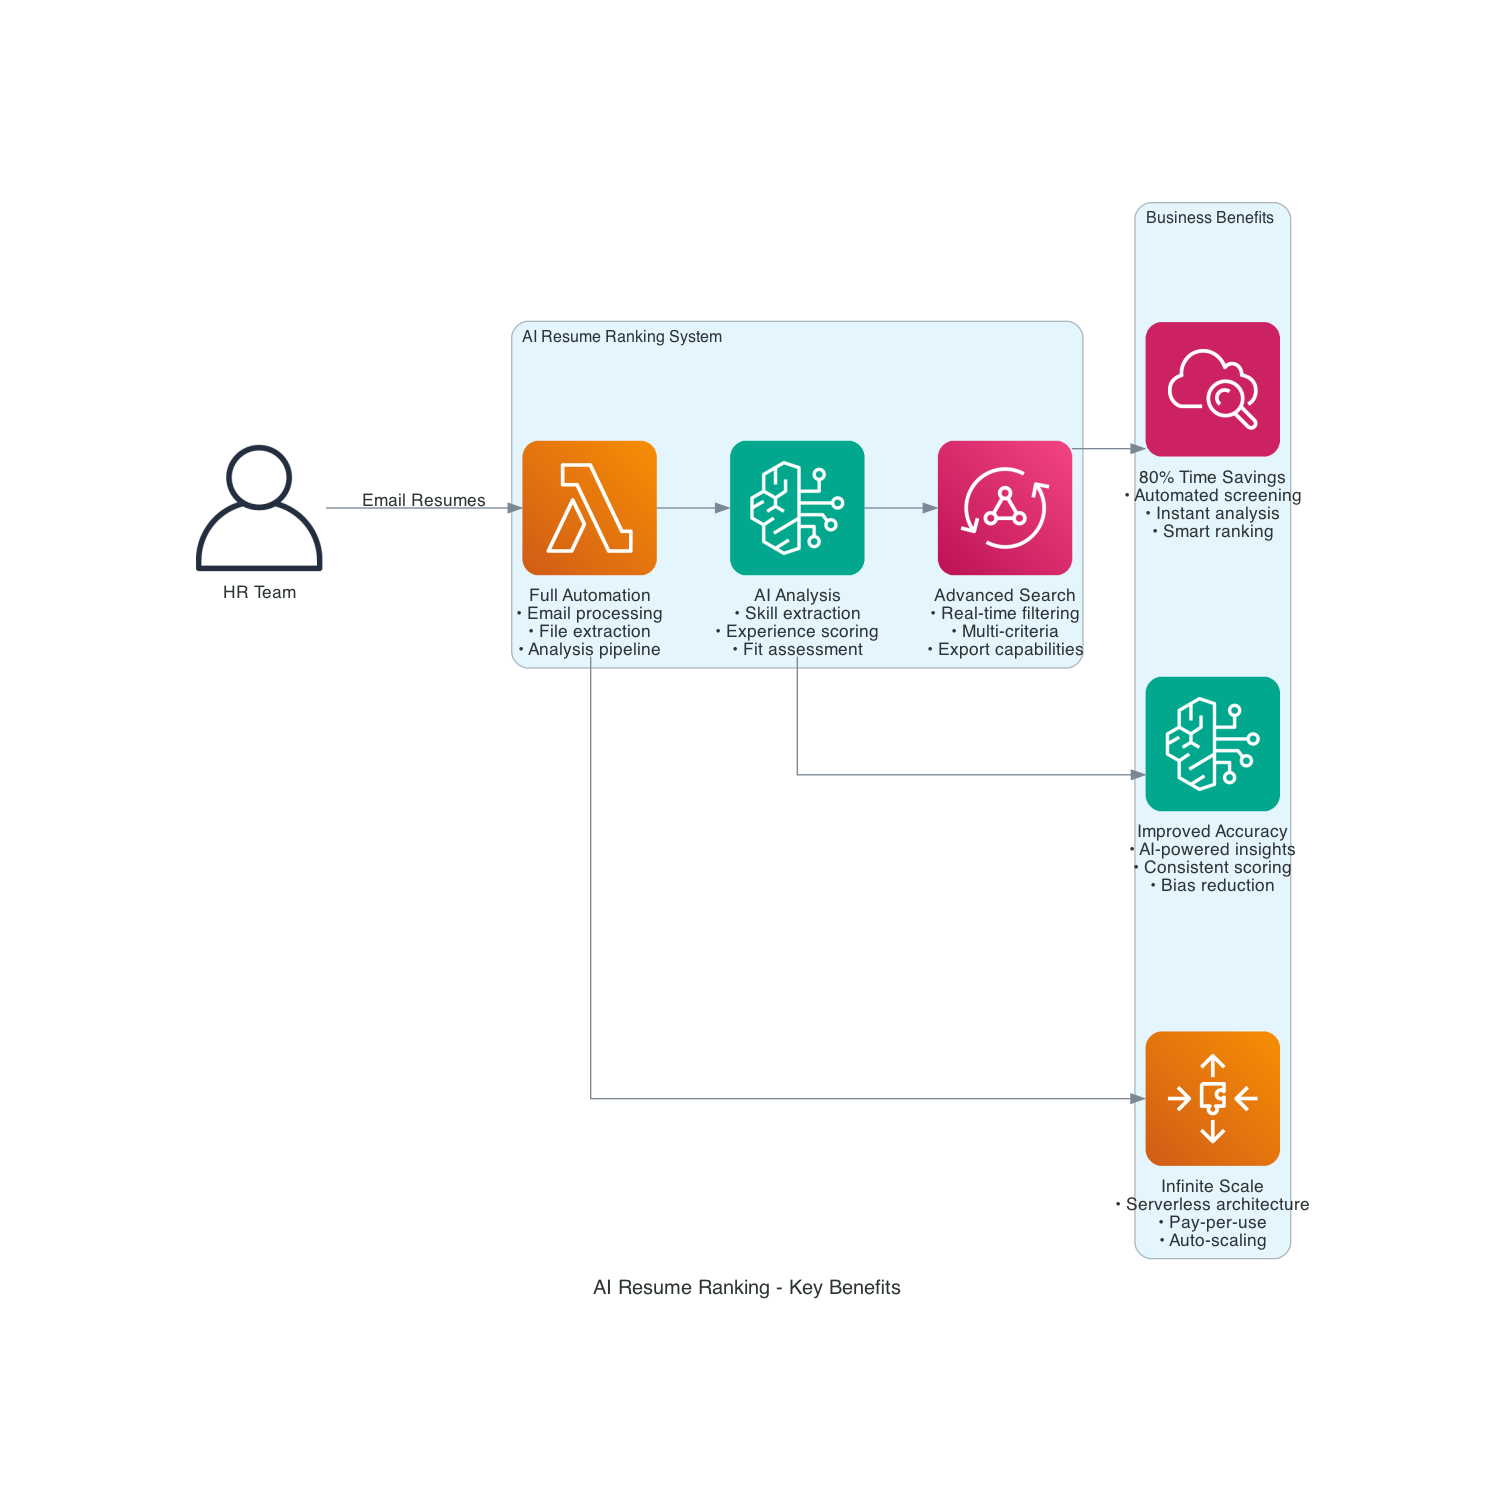 Business Benefits
AI Resume Ranking System
Email Resumes
HR Team
Full Automation
• Email processing
• File extraction
• Analysis pipeline
AI Analysis
• Skill extraction
• Experience scoring
• Fit assessment
Advanced Search
• Real-time filtering
• Multi-criteria
• Export capabilities
80% Time Savings
• Automated screening
• Instant analysis
• Smart ranking
Improved Accuracy
• AI-powered insights
• Consistent scoring
• Bias reduction
Infinite Scale
• Serverless architecture
• Pay-per-use
• Auto-scaling
AI Resume Ranking - Key Benefits